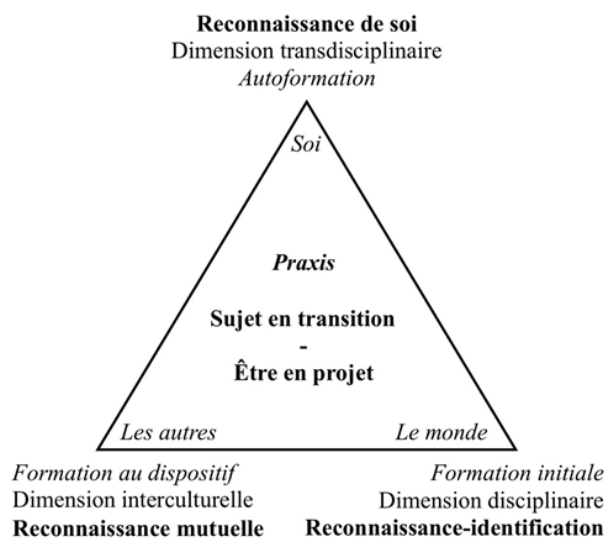 Reconnaissance de soi
Dimension transdisciplinaire
Autoformation
Soi
Praxis
Sujet en transition
-
Être en projet
Les autres
Le monde
Formation au dispositif
Dimension interculturelle
Reconnaissance mutuelle
Formation initiale
Dimension disciplinaire
Reconnaissance-identification